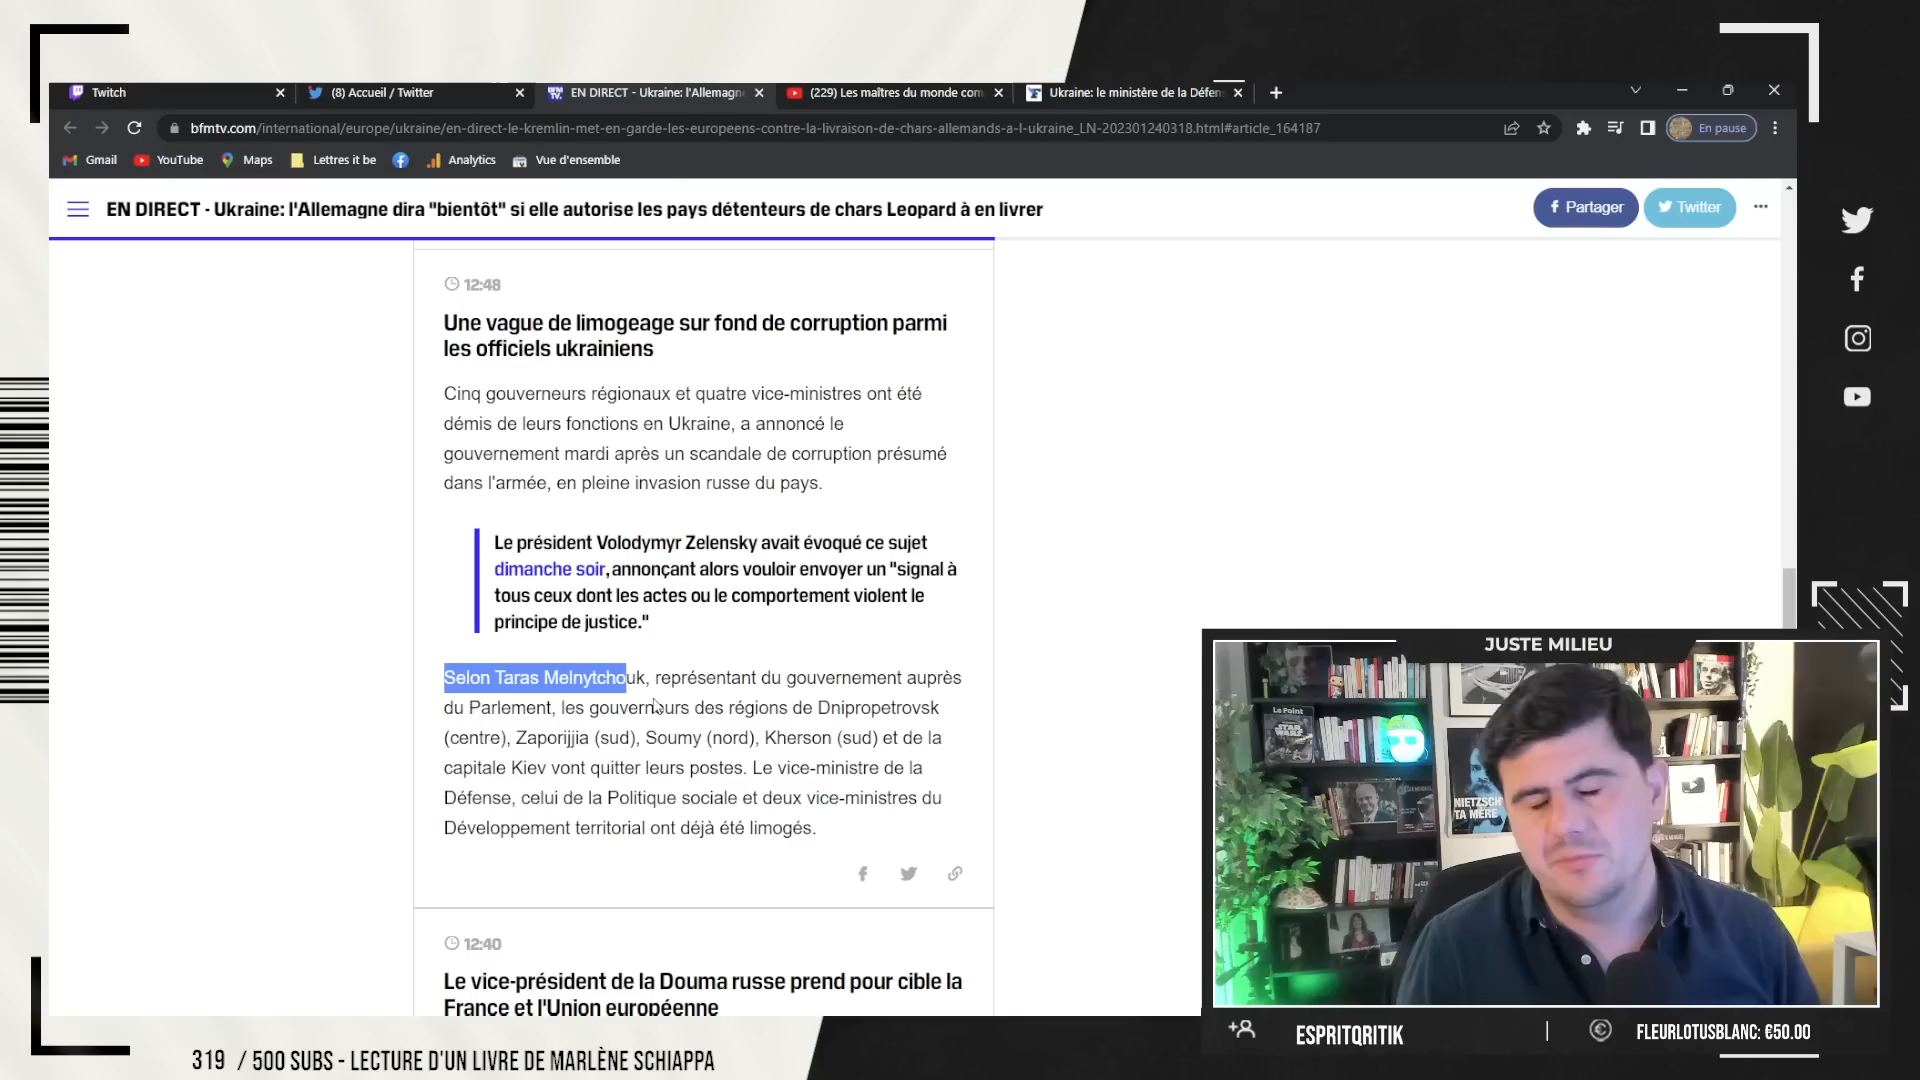 Twitch
(8) Accueil / Twitter
EN DIRECT - Ukraine: l'Allemagn
(229) Les maîtres du monde com
Ukraine: le ministère de la Défen
bfmtv.com/international/europe/ukraine/en-direct-le-kremlin-met-en-garde-les-europeens-contre-la-livraison-de-chars-allemands-a-l-ukraine_LN-202301240318.html#article_164187
En pause
Gmail
YouTube
Maps
Lettres it be
Analytics
Vue d'ensemble
EN DIRECT - Ukraine: l'Allemagne dira "bientôt" si elle autorise les pays détenteurs de chars Leopard à en livrer
Partager
Twitter
12:48
Une vague de limogeage sur fond de corruption parmi
les officiels ukrainiens
Cinq gouverneurs régionaux et quatre vice-ministres ont été
démis de leurs fonctions en Ukraine, a annoncé le
gouvernement mardi après un scandale de corruption présumé
dans l'armée, en pleine invasion russe du pays.
Le président Volodymyr Zelensky avait évoqué ce sujet
dimanche soir, annonçant alors vouloir envoyer un "signal à
tous ceux dont les actes ou le comportement violent le
principe de justice."
Selon Taras Melnytchouk, représentant du gouvernement auprès
du Parlement, les gouverneurs des régions de Dnipropetrovsk
(centre), Zaporijjia (sud), Soumy (nord), Kherson (sud) et de la
capitale Kiev vont quitter leurs postes. Le vice-ministre de la
Défense, celui de la Politique sociale et deux vice-ministres du
Développement territorial ont déjà été limogés.
12:40
Le vice-président de la Douma russe prend pour cible la
France et l'Union européenne
JUSTE MILIEU
Le Point
STAR
WARS
NIETZSCH
TA MÈRE
ESPRITQRITIK
FLEURLOTUSBLANC: €50.00
319 / 500 SUBS - LECTURE D'UN LIVRE DE MARLÈNE SCHIAPPA